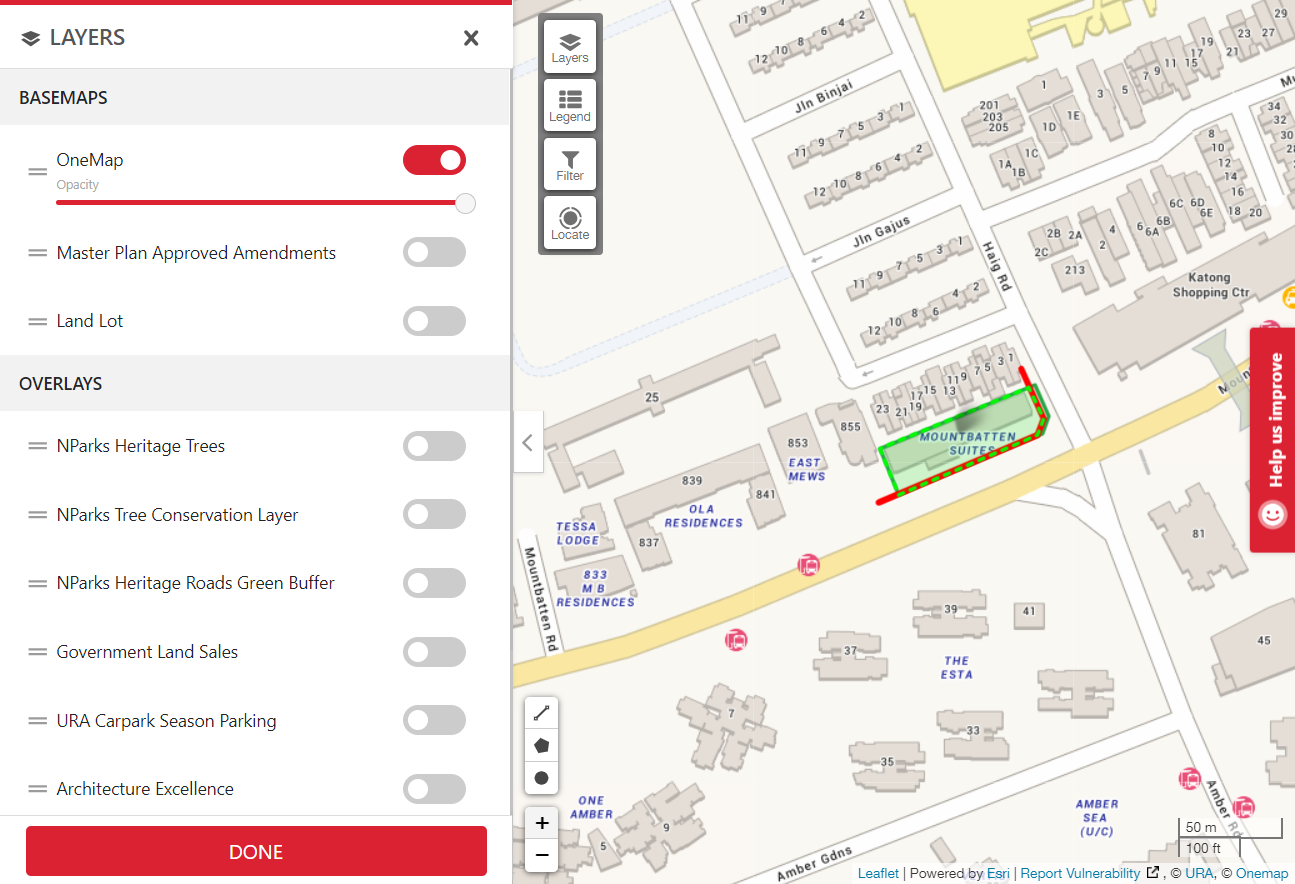 LAYERS
BASEMAPS
OneMap
Opacity
Master Plan Approved Amendments
Land Lot
OVERLAYS
NParks Heritage Trees
NParks Tree Conservation Layer
NParks Heritage Roads Green Buffer
Government Land Sales
URA Carpark Season Parking
Architecture Excellence
DONE
Layers
Legend
Filter
Locate
11
9
7
12
10
8
6
4
2
Jln Binjai
11
9
7
5
3
1
12
10
8
6
4
2
Jln Gajus
11
9
7
5
3
1
12
10
8
6
4
2
Haig Rd
29
27
23
21
19
17
15
11
9
7
5
3
1
201
203
205
1E
1D
1C
1A
1B
34
32
30
8
10
12
14
16
18
20
6C
6D
6E
6B
6A
6
4
2
2A
2B
2C
213
Katong
Shopping Ctr
25
23
21
19
17
15
13
11
9
7
5
3
1
853
855
EAST
MEWS
MOUNTBATTEN
SUITES
839
841
OLA
RESIDENCES
837
TESSA
LODGE
833
M B
RESIDENCES
Mountbatten Rd
81
39
41
37
THE
ESTA
45
33
35
7
ONE
AMBER
9
5
AMBER
SEA
(U/C)
Amber Rd
Amber Gdns
Help us improve
+
−
50 m
100 ft
Leaflet | Powered by Esri | Report Vulnerability , © URA, © Onemap